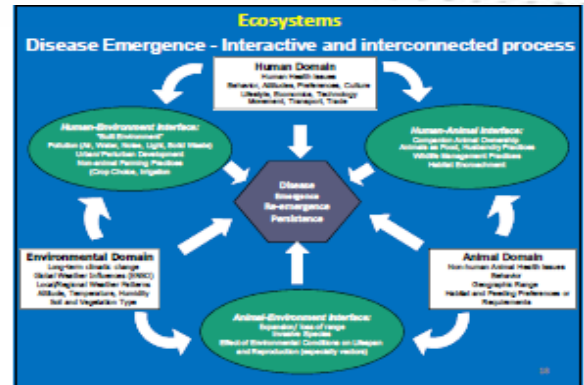 Ecosystems
Disease Emergence - Interactive and interconnected process
Human Domain
Human Health Issues
Behavior, Attitudes, Preferences, Culture
Lifestyle, Economics, Technology
Movement, Transport, Trade
Human-Environment Interface:
"Built Environment"
Pollution (Air, Water, Noise, Light, Solid Waste)
Urban/Periurban Development
Non-animal Farming Practices
(Crop Choice, Irrigation
Human-Animal Interface:
Companion Animal Ownership
Animals as Food, Husbandry Practices
Wildlife Management Practices
Habitat Encroachment
Disease
Emergence
Re-emergence
Persistence
Environmental Domain
Long-term climatic change
Global Weather Influences (ENSO)
Local/Regional Weather Patterns
Altitude, Temperature, Humidity
Soil and Vegetation Type
Animal Domain
Non-human Animal Health Issues
Behavior
Geographic Range
Habitat and Feeding Preferences or
Requirements
Animal-Environment Interface:
Expansion/ loss of range
Invasive Species
Effect of Environmental Conditions on Lifespan
and Reproduction (especially vectors)